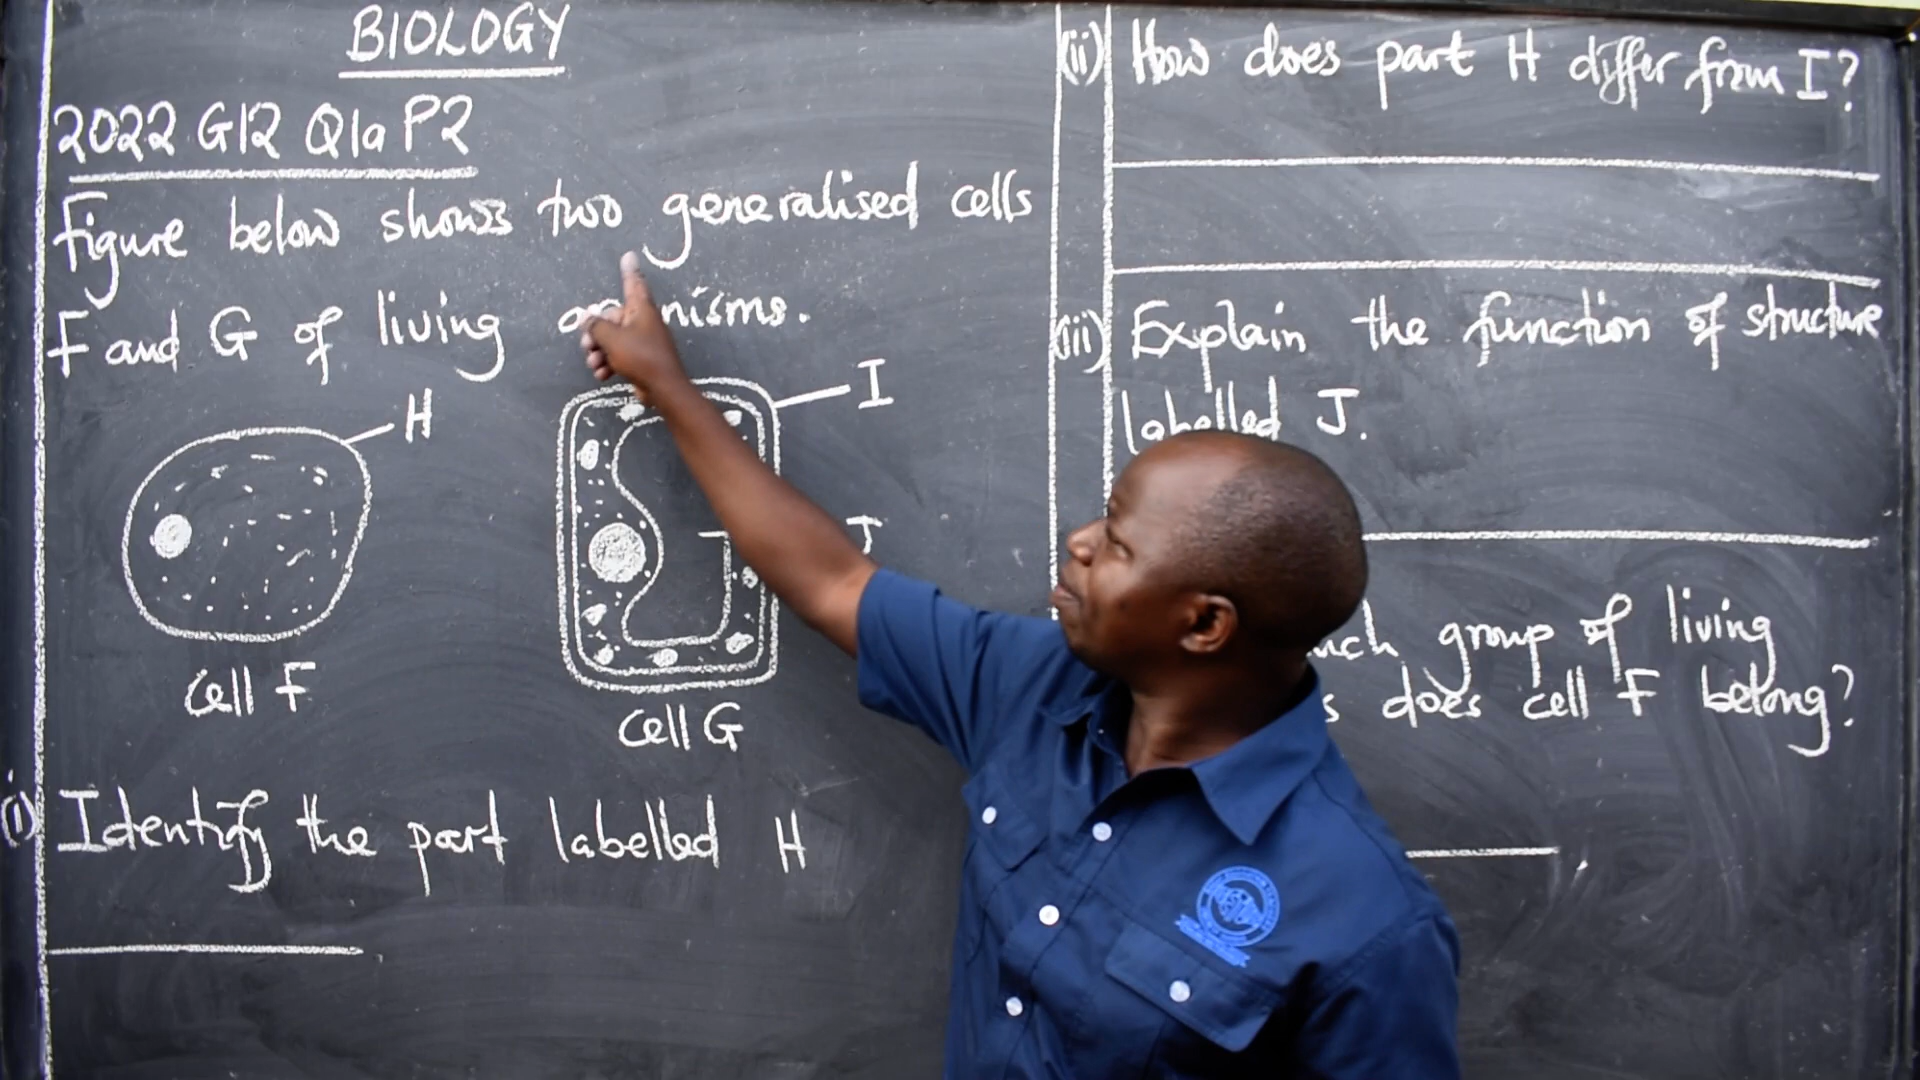 BIOLOGY
2022 G12 Q1a P2
Figure below shows two generalised cells
F and G of living
H
I
J
cell F
cell G
(i) Identify the part labelled H
(ii) How does part H differ from I?
(iii) Explain the function of structure
labelled J.
group of living
does cell F belong?